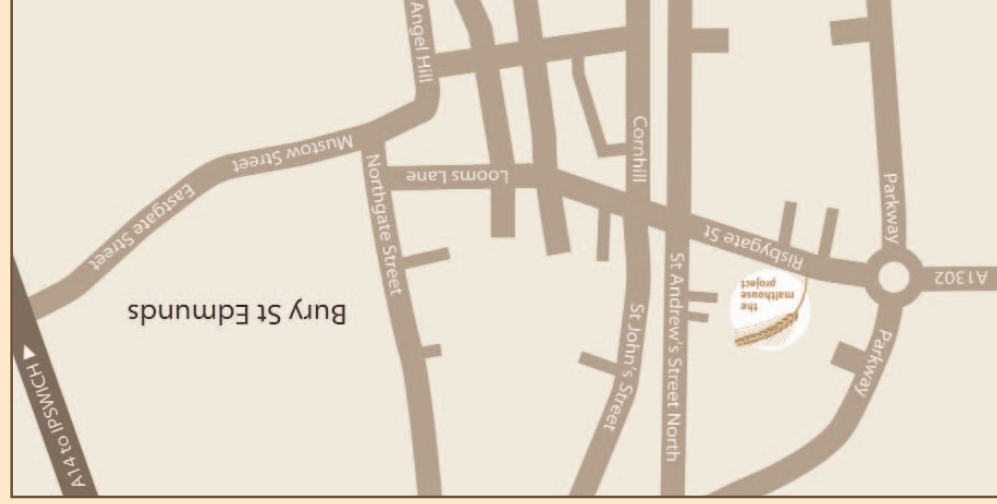 A14 to IPSWICH
Parkway
St Andrew's Street North
St John's Street
Bury St Edmunds
the
malthouse
project
A1302
Eastgate Street
Northgate Street
Risbygate St
Parkway
Looms Lane
Mustow Street
Cornhill
Angel Hill